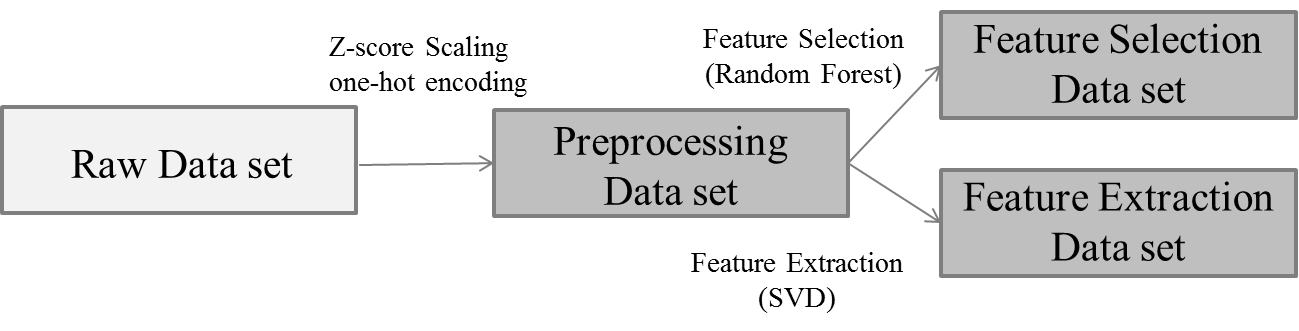 Z-score Scaling
one-hot encoding
Raw Data set
Preprocessing
Data set
Feature Selection
(Random Forest)
Feature Selection
Data set
Feature Extraction
(SVD)
Feature Extraction
Data set